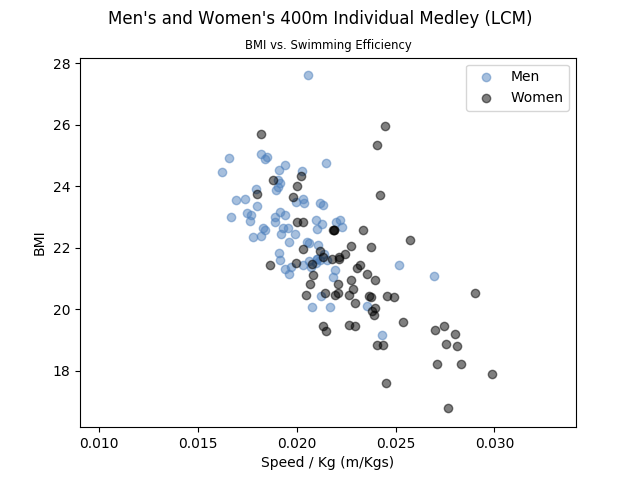 Men's and Women's 400m Individual Medley (LCM)
BMI vs. Swimming Efficiency
Men
Women
28
26
24
22
20
18
BMI
0.010 0.015 0.020 0.025 0.030
Speed / Kg (m/Kgs)